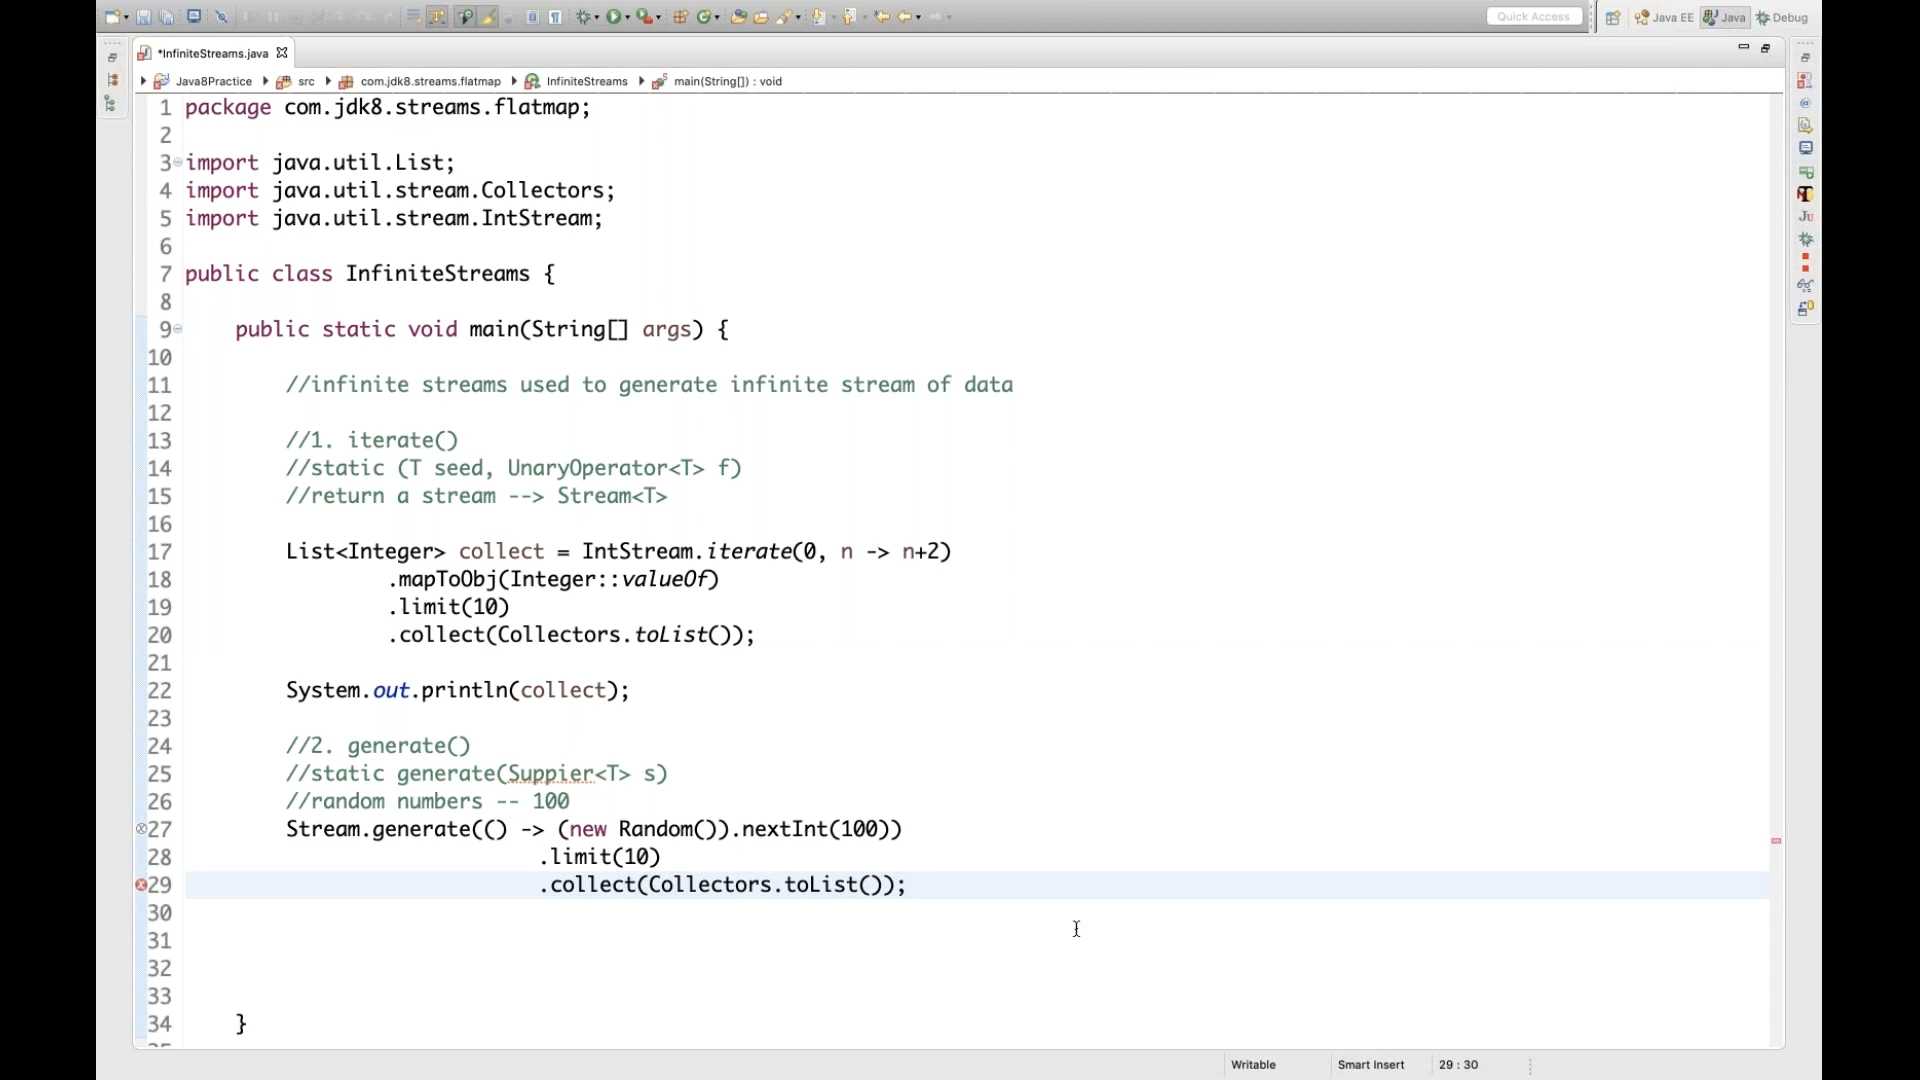 Quick Access
Java EE
Java
Debug
*InfiniteStreams.java
Java8Practice
src
com.jdk8.streams.flatmap
InfiniteStreams
main(String[]) : void
1 package com.jdk8.streams.flatmap;
2
3 import java.util.List;
4 import java.util.stream.Collectors;
5 import java.util.stream.IntStream;
6
7 public class InfiniteStreams {
8
9 public static void main(String[] args) {
10
11 //infinite streams used to generate infinite stream of data
12
13 //1. iterate()
14 //static (T seed, UnaryOperator<T> f)
15 //return a stream --> Stream<T>
16
17 List<Integer> collect = IntStream.iterate(0, n -> n+2)
18 .mapToObj(Integer::valueOf)
19 .limit(10)
20 .collect(Collectors.toList());
21
22 System.out.println(collect);
23
24 //2. generate()
25 //static generate(Suppier<T> s)
26 //random numbers -- 100
27 Stream.generate(() -> (new Random()).nextInt(100))
28 .limit(10)
29 .collect(Collectors.toList());
30
31
32
33
34 }
Writable
Smart Insert
29 : 30